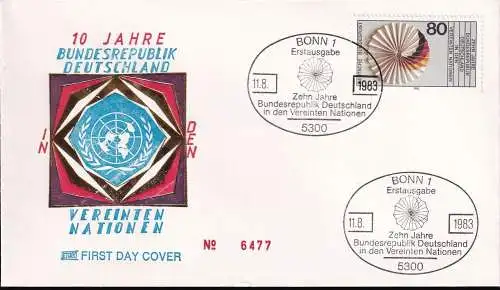 10 JAHRE
BUNDESREPUBLIK
DEUTSCHLAND
IN DEN
VEREINTEN
NATIONEN
FIRST DAY COVER
№ 6477
BONN 1
Erstausgabe
11.8. 1983
Zehn Jahre
Bundesrepublik Deutschland
in den Vereinten Nationen
5300
80
BONN 1
Erstausgabe
11.8. 1983
Zehn Jahre
Bundesrepublik Deutschland
in den Vereinten Nationen
5300